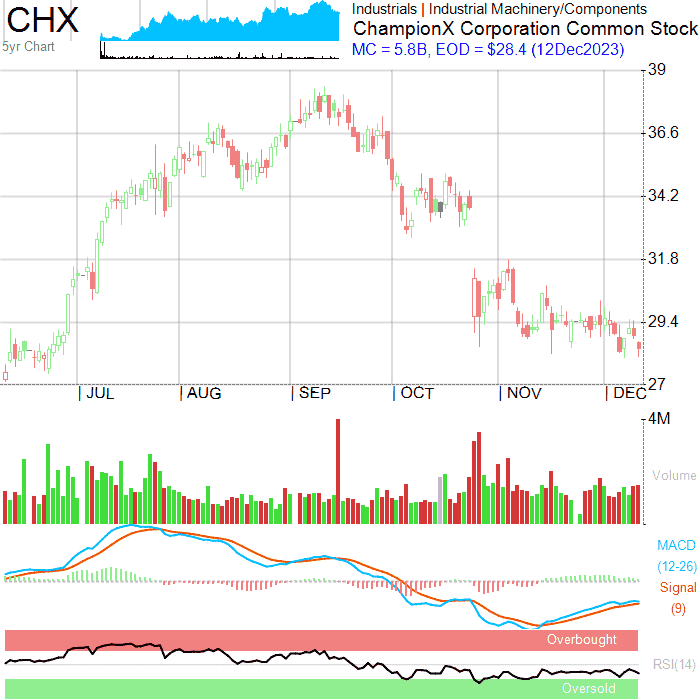 CHX
5yr Chart
Industrials | Industrial Machinery/Components
ChampionX Corporation Common Stock
MC = 5.8B, EOD = $28.4 (12Dec2023)
39
36.6
34.2
31.8
29.4
27
| JUL | AUG | SEP | OCT | NOV | DEC
4M
Volume
MACD
(12-26)
Signal
(9)
Overbought
RSI(14)
Oversold